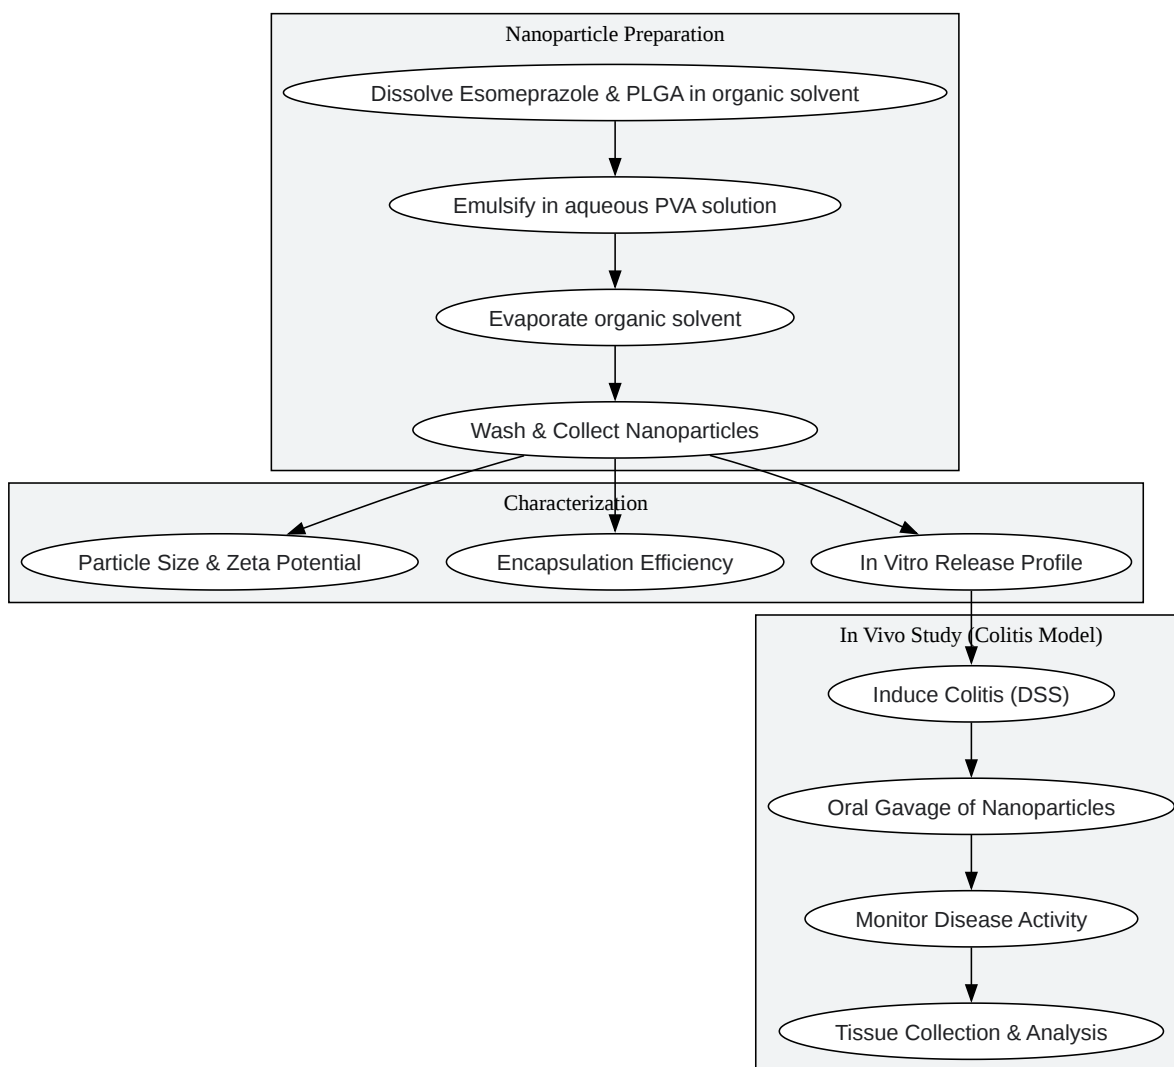 Nanoparticle Preparation
Dissolve Esomeprazole & PLGA in organic solvent
Emulsify in aqueous PVA solution
Evaporate organic solvent
Wash & Collect Nanoparticles
Characterization
Particle Size & Zeta Potential
Encapsulation Efficiency
In Vitro Release Profile
In Vivo Study (Colitis Model)
Induce Colitis (DSS)
Oral Gavage of Nanoparticles
Monitor Disease Activity
Tissue Collection & Analysis